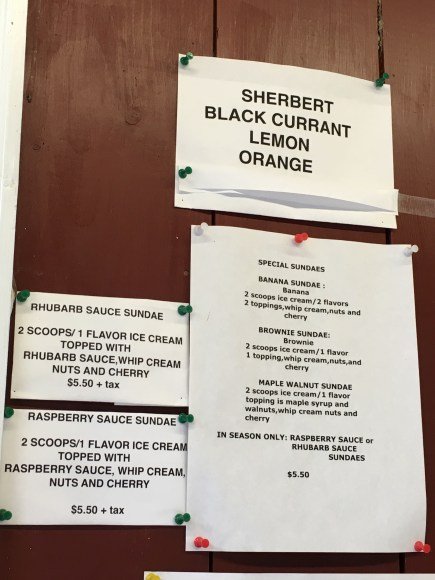 SHERBERT
BLACK CURRANT
LEMON
ORANGE
SPECIAL SUNDAES
BANANA SUNDAE :
Banana
2 scoops ice cream/2 flavors
2 toppings,whip cream,nuts and
cherry
BROWNIE SUNDAE:
Brownie
2 scoops ice cream/1 flavor
1 topping,whip cream,nuts,and
cherry
MAPLE WALNUT SUNDAE
2 scoops ice cream/1 flavor
topping is maple syrup and
walnuts,whip cream nuts and
cherry
IN SEASON ONLY: RASPBERRY SAUCE or
RHUBARB SAUCE
SUNDAES
$5.50
RHUBARB SAUCE SUNDAE
2 SCOOPS/ 1 FLAVOR ICE CREAM
TOPPED WITH
RHUBARB SAUCE,WHIP CREAM
NUTS AND CHERRY
$5.50 + tax
RASPBERRY SAUCE SUNDAE
2 SCOOPS/1 FLAVOR ICE CREAM
TOPPED WITH
RASPBERRY SAUCE, WHIP CREAM,
NUTS AND CHERRY
$5.50 + tax